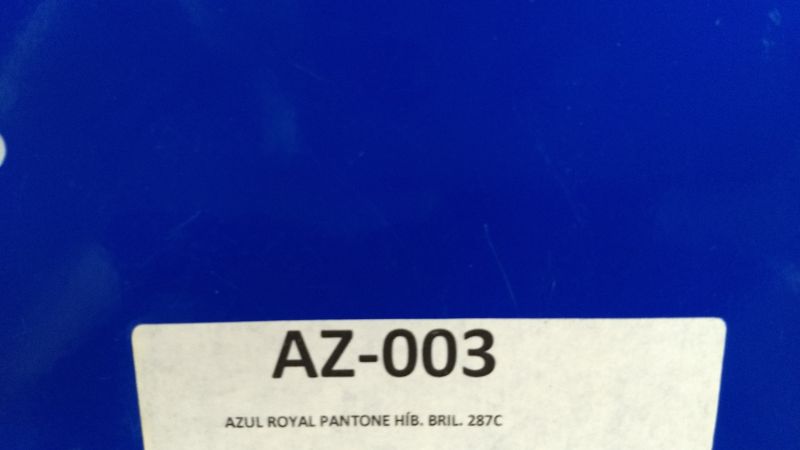 AZ-003
AZUL ROYAL PANTONE HÍB. BRIL. 287C